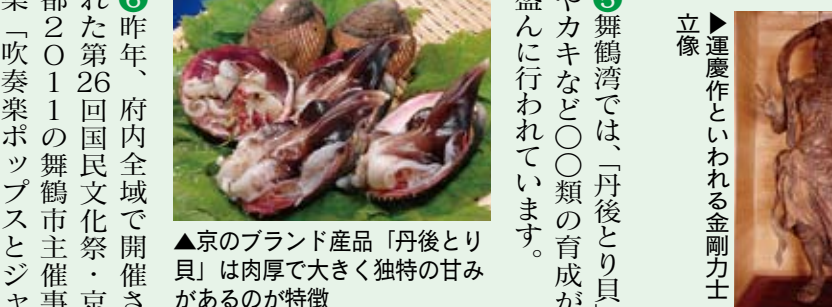 ▶運慶作といわれる金剛力士
立像
❺舞鶴湾では、「丹後とり貝」
やカキなど〇〇類の育成が
盛んに行われています。
▲京のブランド産品「丹後とり
貝」は肉厚で大きく独特の甘み
があるのが特徴
❻昨年、府内全域で開催さ
れた第26回国民文化祭・京
都2011の舞鶴市主催事
楽「吹奏楽ポップスとジャ